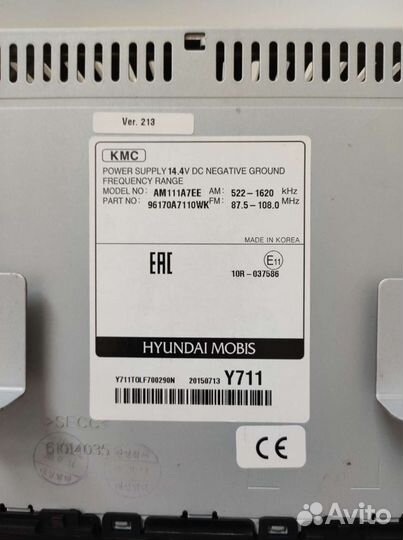 Ver. 213
KMC
POWER SUPPLY 14.4V DC NEGATIVE GROUND
FREQUENCY RANGE
MODEL NO: AM111A7EE AM: 522-1620 kHz
PART NO: 96170A7110WK FM: 87.5-108.0 MHz
MADE IN KOREA
EAC E11
10R-037586
HYUNDAI MOBIS
Y711TOLF700290N 20150713 Y711
>SECC<
61014035
CE
Avito